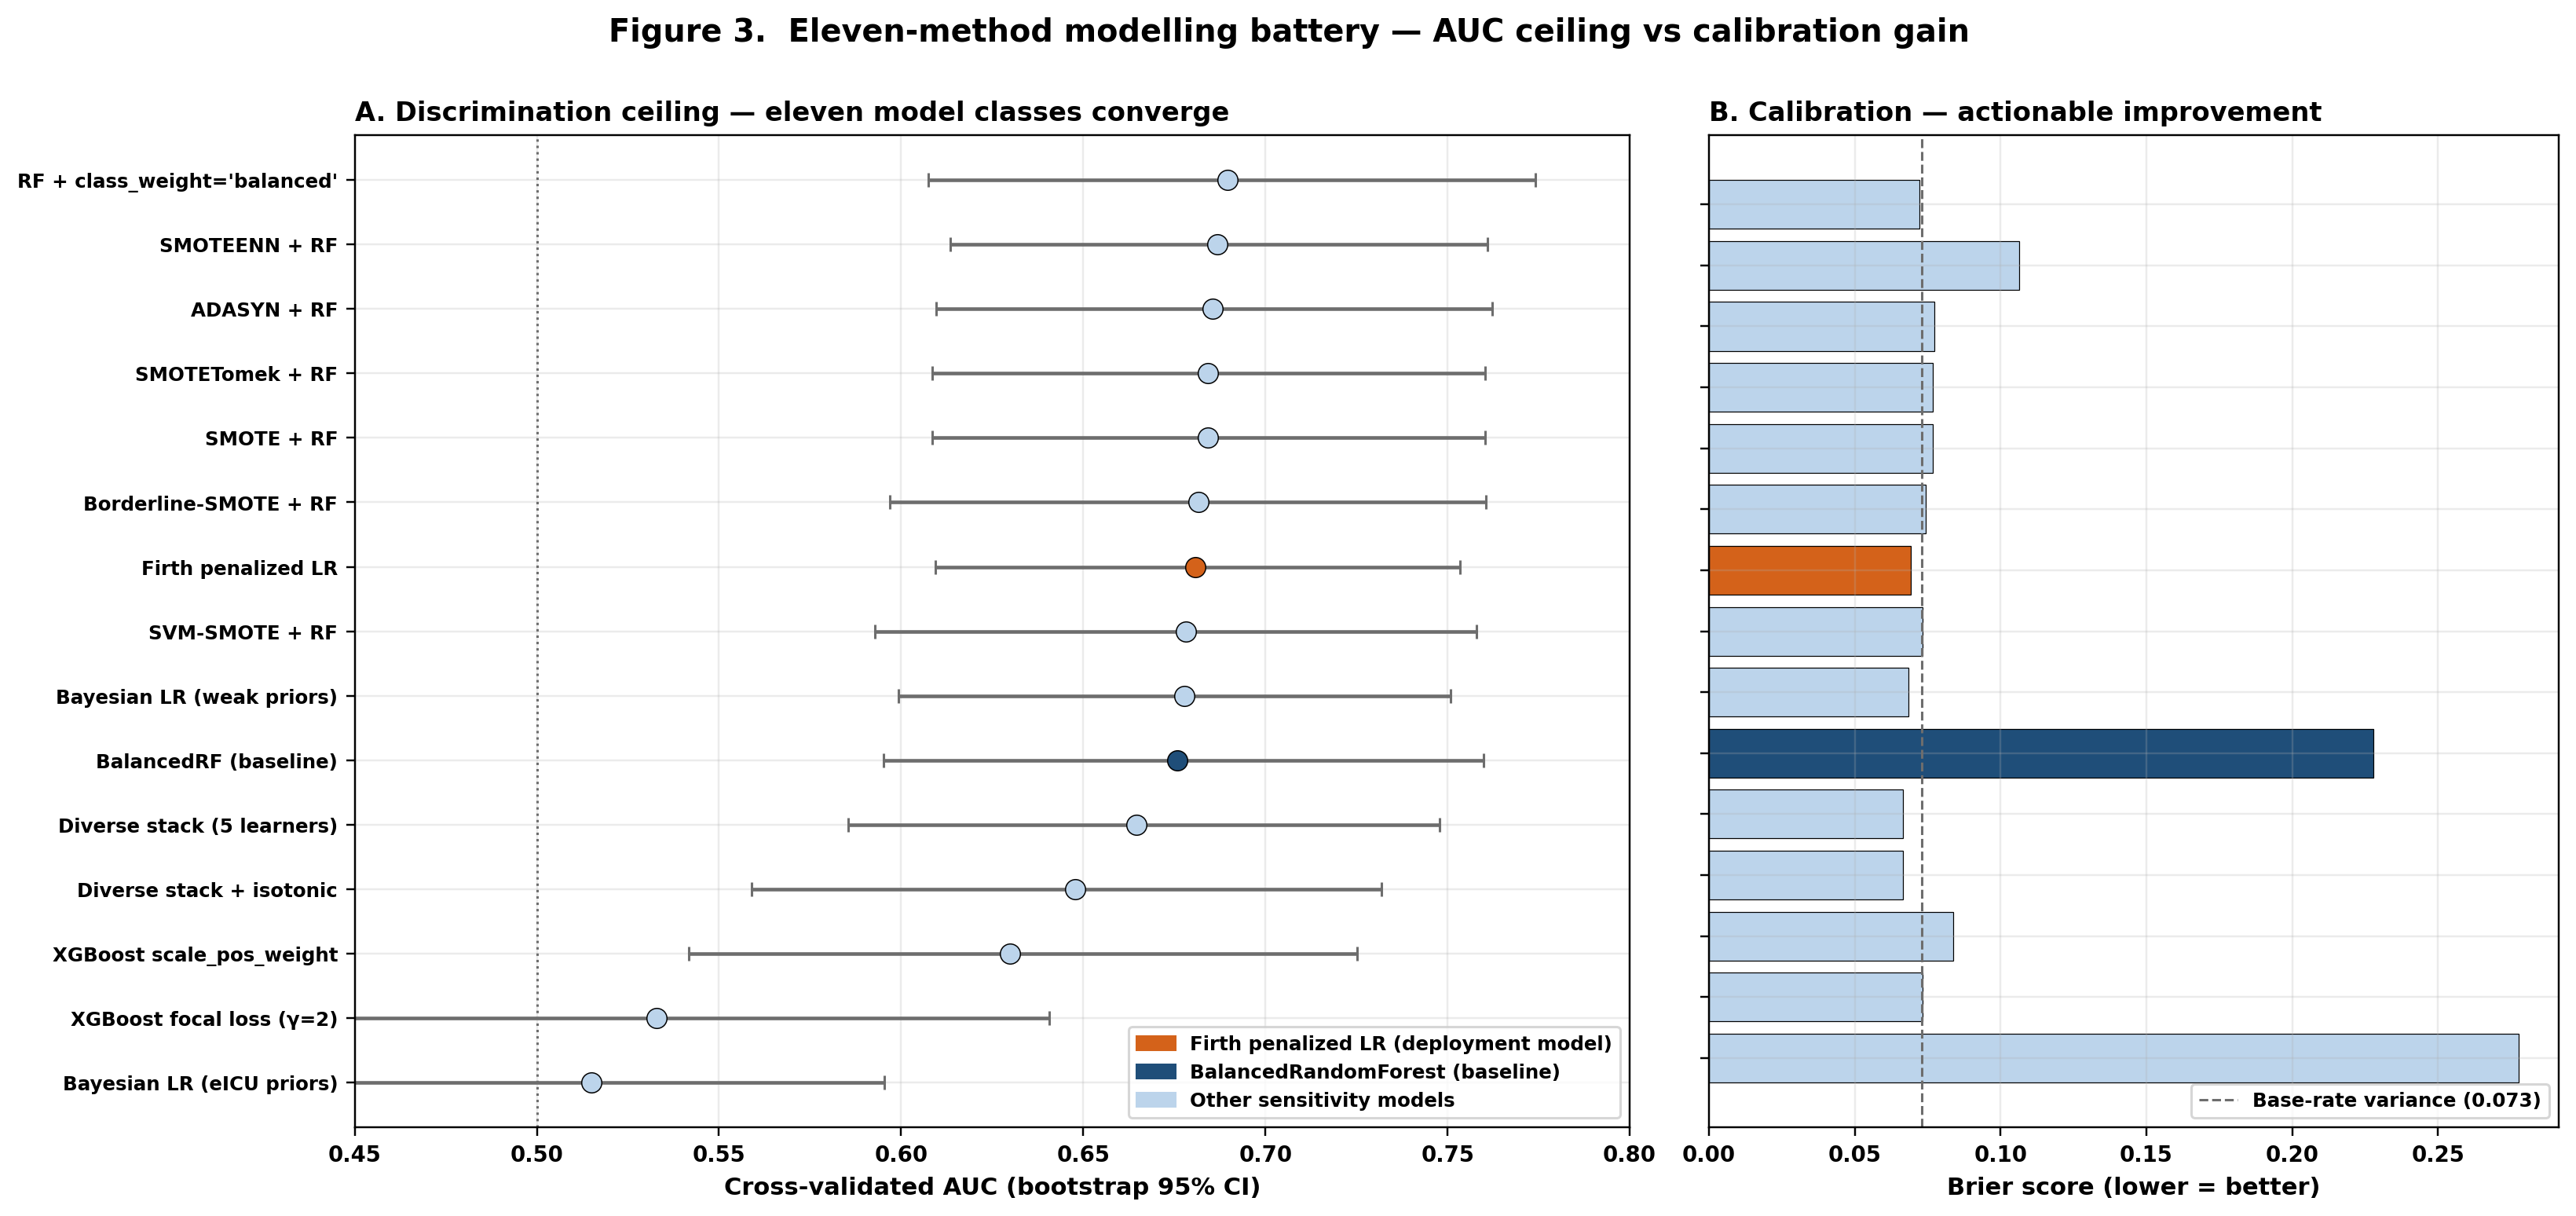 Figure 3.  Eleven-method modelling battery — AUC ceiling vs calibration gain
A. Discrimination ceiling — eleven model classes converge
RF + class_weight='balanced'
SMOTEENN + RF
ADASYN + RF
SMOTETomek + RF
SMOTE + RF
Borderline-SMOTE + RF
Firth penalized LR
SVM-SMOTE + RF
Bayesian LR (weak priors)
BalancedRF (baseline)
Diverse stack (5 learners)
Diverse stack + isotonic
XGBoost scale_pos_weight
XGBoost focal loss (γ=2)
Bayesian LR (eICU priors)
Firth penalized LR (deployment model)
BalancedRandomForest (baseline)
Other sensitivity models
0.45 0.50 0.55 0.60 0.65 0.70 0.75 0.80
Cross-validated AUC (bootstrap 95% CI)
B. Calibration — actionable improvement
Base-rate variance (0.073)
0.00 0.05 0.10 0.15 0.20 0.25
Brier score (lower = better)